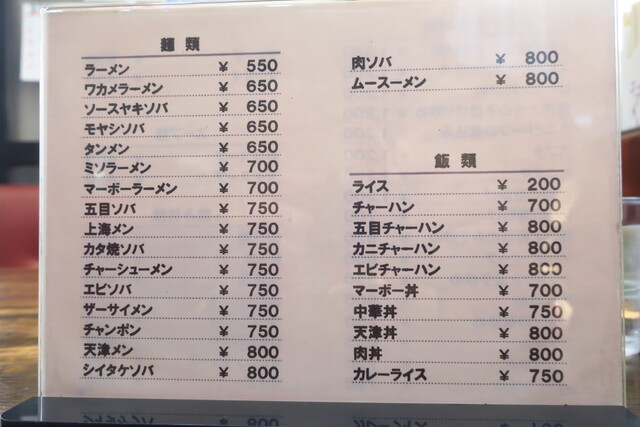 麺類
ラーメン ¥ 550
ワカメラーメン ¥ 650
ソースヤキソバ ¥ 650
モヤシソバ ¥ 650
タンメン ¥ 650
ミソラーメン ¥ 700
マーボーラーメン ¥ 700
五目ソバ ¥ 750
上海メン ¥ 750
カタ焼ソバ ¥ 750
チャーシューメン ¥ 750
エビソバ ¥ 750
ザーサイメン ¥ 750
チャンポン ¥ 750
天津メン ¥ 800
シイタケソバ ¥ 800
肉ソバ ¥ 800
ムースーメン ¥ 800
飯類
ライス ¥ 200
チャーハン ¥ 700
五目チャーハン ¥ 800
カニチャーハン ¥ 800
エビチャーハン ¥ 800
マーボー丼 ¥ 700
中華丼 ¥ 750
天津丼 ¥ 800
肉丼 ¥ 800
カレーライス ¥ 750